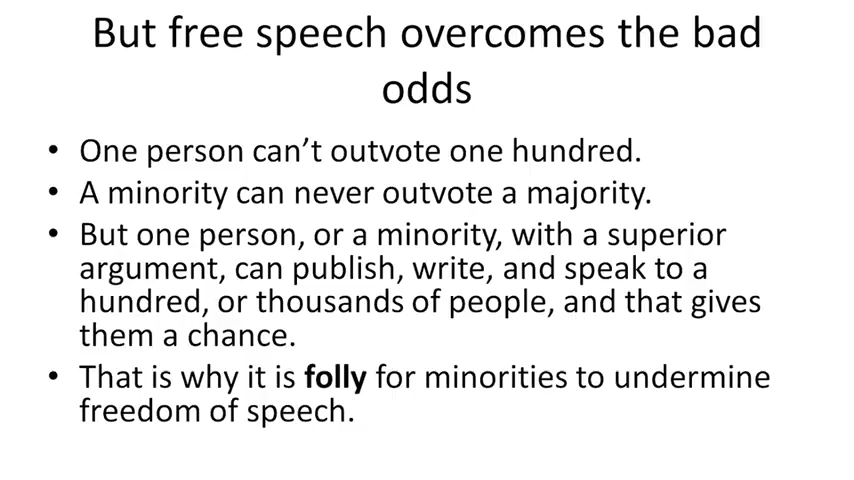 But free speech overcomes the bad
odds
• One person can’t outvote one hundred.
• A minority can never outvote a majority.
• But one person, or a minority, with a superior
argument, can publish, write, and speak to a
hundred, or thousands of people, and that gives
them a chance.
• That is why it is folly for minorities to undermine
freedom of speech.